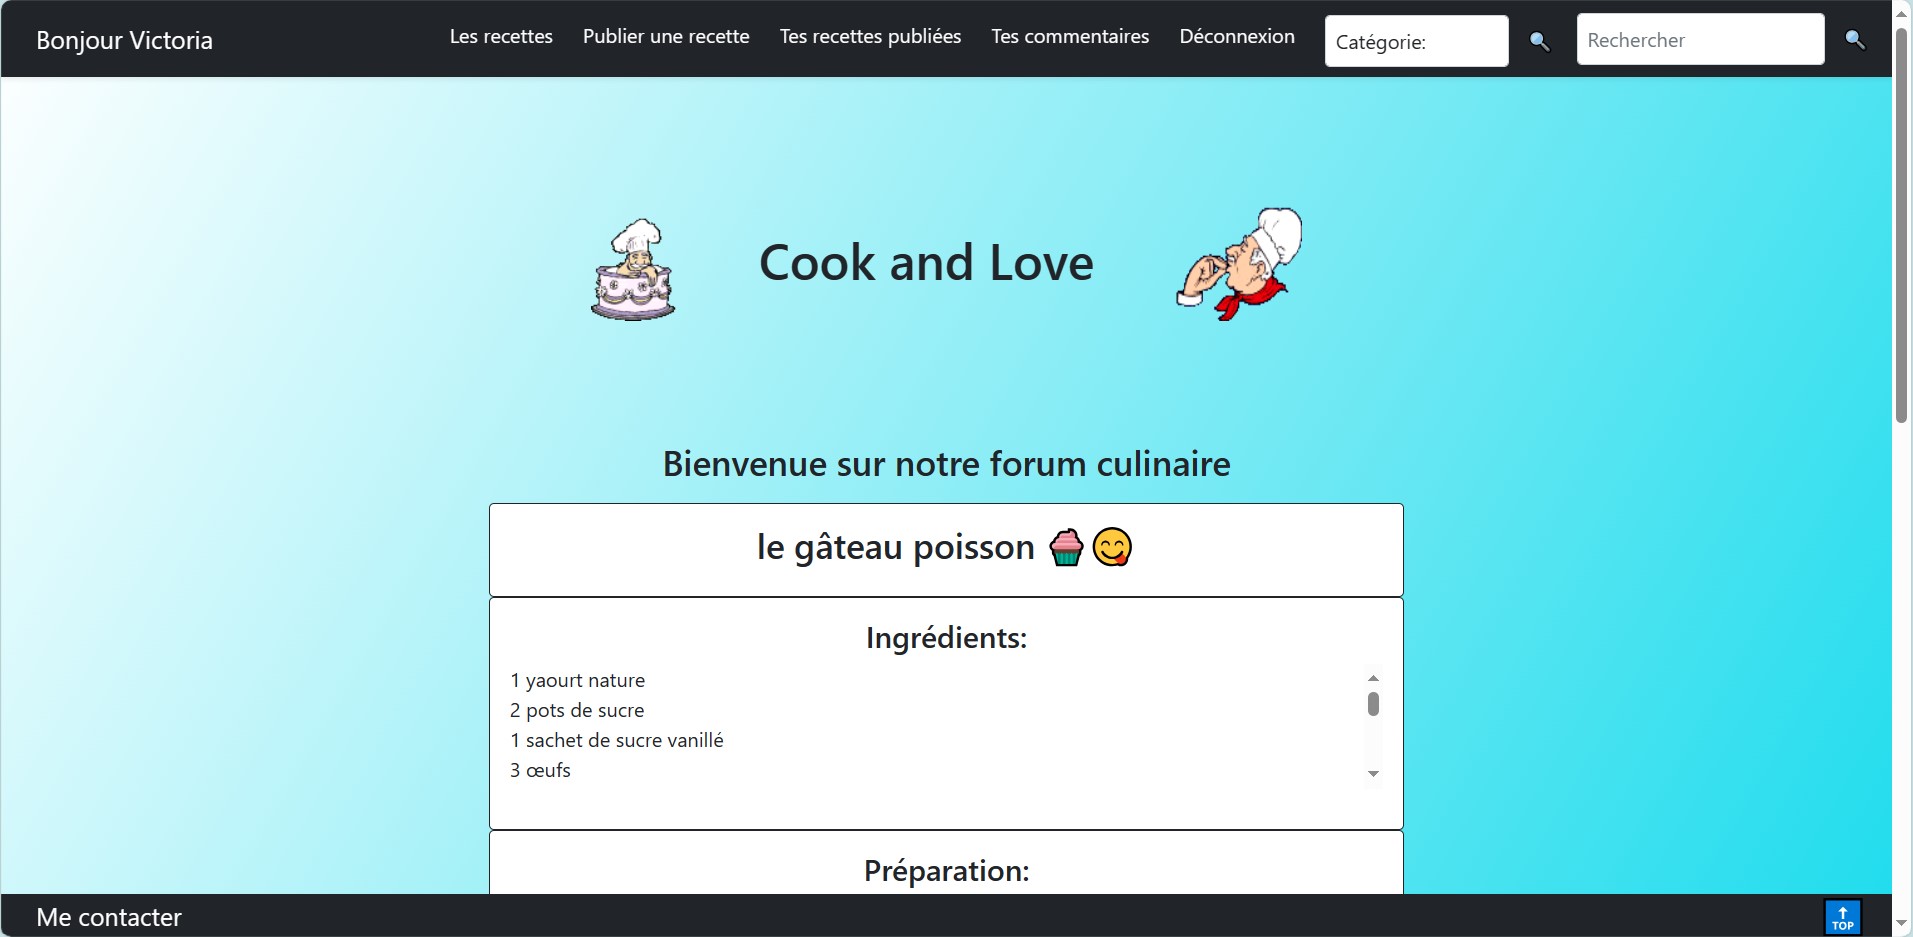 Bonjour Victoria
Les recettes
Publier une recette
Tes recettes publiées
Tes commentaires
Déconnexion
Catégorie:
Rechercher
Cook and Love
Bienvenue sur notre forum culinaire
le gâteau poisson 🧁😋
Ingrédients:
1 yaourt nature
2 pots de sucre
1 sachet de sucre vanillé
3 œufs
Préparation:
Me contacter
TOP